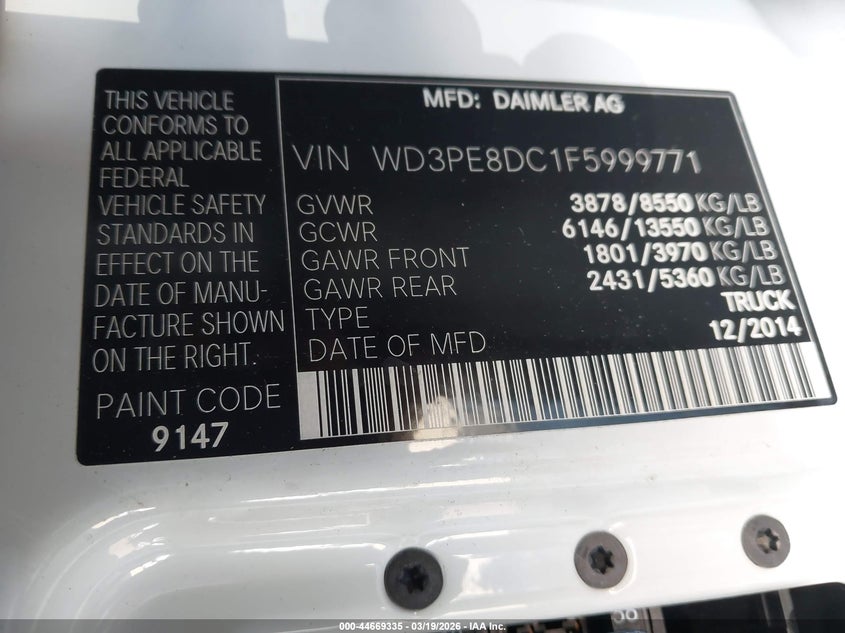 THIS VEHICLE
CONFORMS TO
ALL APPLICABLE
FEDERAL
VEHICLE SAFETY
STANDARDS IN
EFFECT ON THE
DATE OF MANU-
FACTURE SHOWN
ON THE RIGHT.
PAINT CODE
9147
MFD: DAIMLER AG
VIN WD3PE8DC1F5999771
GVWR 3878/8550 KG/LB
GCWR 6146/13550 KG/LB
GAWR FRONT 1801/3970 KG/LB
GAWR REAR 2431/5360 KG/LB
TYPE TRUCK
DATE OF MFD 12/2014
000-44669335 - 03/19/2026 - IAA, Inc.